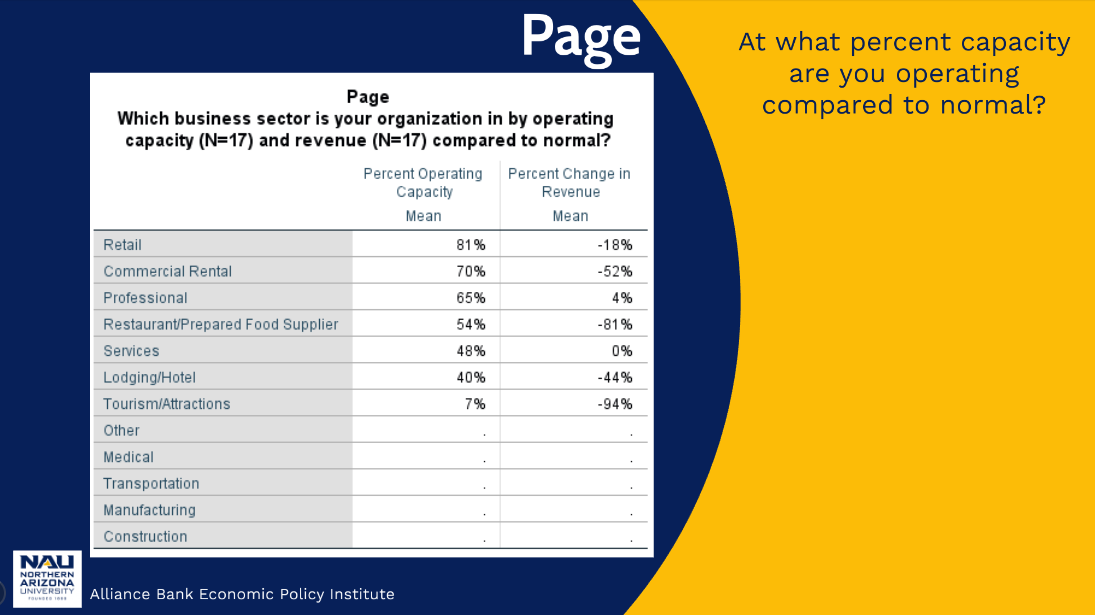 Page
At what percent capacity
are you operating
compared to normal?
Page
Which business sector is your organization in by operating
capacity (N=17) and revenue (N=17) compared to normal?
Percent Operating Capacity Percent Change in Revenue
Mean Mean
Retail 81% -18%
Commercial Rental 70% -52%
Professional 65% 4%
Restaurant/Prepared Food Supplier 54% -81%
Services 48% 0%
Lodging/Hotel 40% -44%
Tourism/Attractions 7% -94%
Other . .
Medical . .
Transportation . .
Manufacturing . .
Construction . .
NAU
NORTHERN
ARIZONA
UNIVERSITY
FOUNDED 1899
Alliance Bank Economic Policy Institute